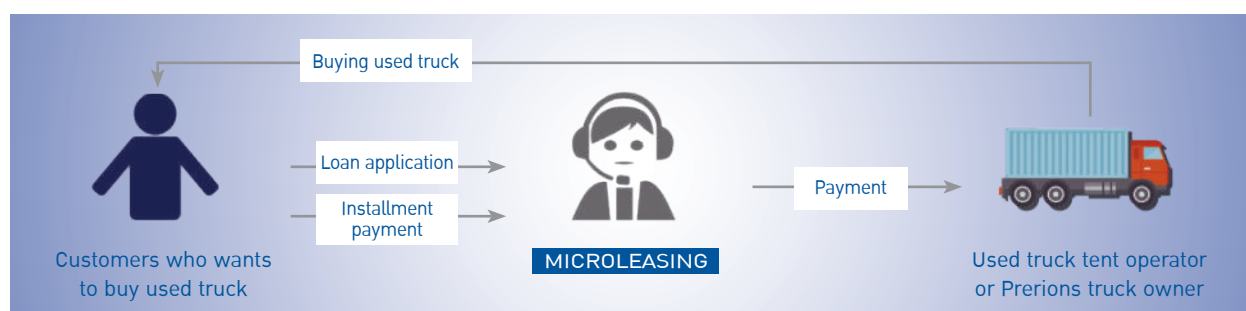 Buying used truck
Loan application
Installment
payment
Payment
MICROLEASING
Customers who wants
to buy used truck
Used truck tent operator
or Prerions truck owner